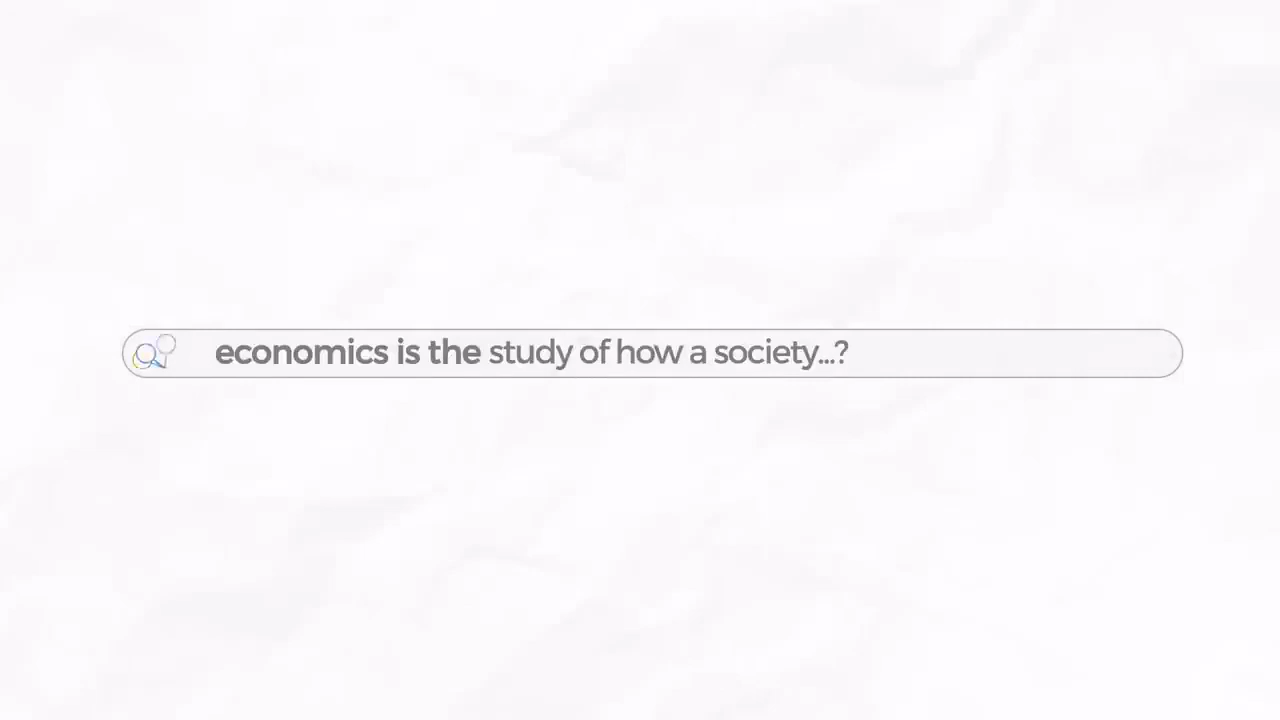 economics is the study of how a society...?